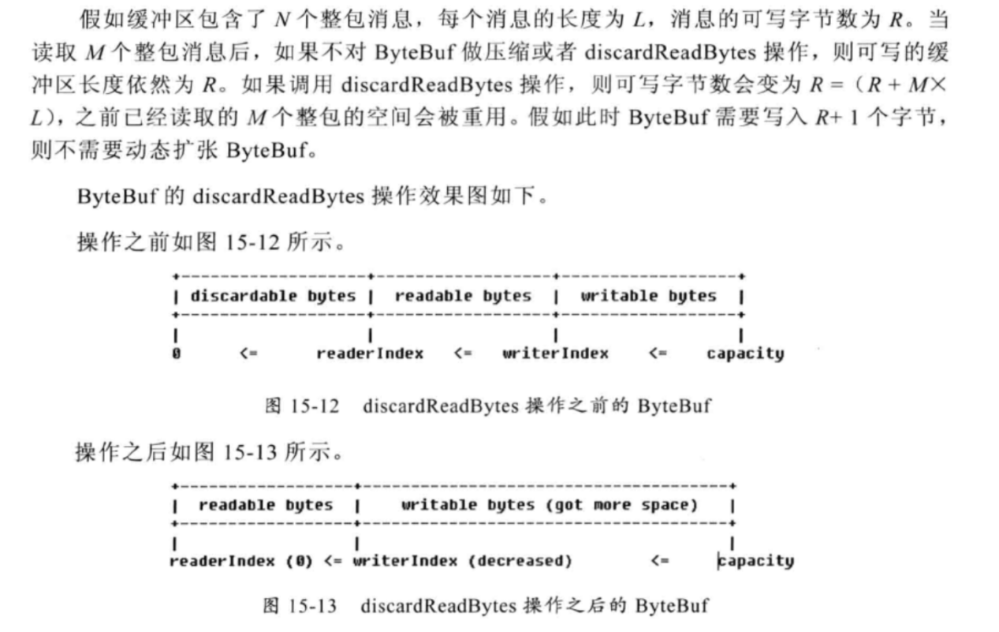 假如缓冲区包含了 N 个整包消息，每个消息的长度为 L，消息的可写字节数为 R。当
读取 M 个整包消息后，如果不对 ByteBuf 做压缩或者 discardReadBytes 操作，则可写的缓
冲区长度依然为 R。如果调用 discardReadBytes 操作，则可写字节数会变为 R =（R + M×
L），之前已经读取的 M 个整包的空间会被重用。假如此时 ByteBuf 需要写入 R+ 1 个字节，
则不需要动态扩张 ByteBuf。
ByteBuf 的 discardReadBytes 操作效果图如下。
操作之前如图 15-12 所示。
+-------------------+------------------+------------------+
| discardable bytes | readable bytes | writable bytes |
+-------------------+------------------+------------------+
| | | |
0 <= readerIndex <= writerIndex <= capacity
图 15-12 discardReadBytes 操作之前的 ByteBuf
操作之后如图 15-13 所示。
+------------------+--------------------------------------+
| readable bytes | writable bytes (got more space) |
+------------------+--------------------------------------+
| | |
readerIndex (0) <= writerIndex (decreased) <= capacity
图 15-13 discardReadBytes 操作之后的 ByteBuf